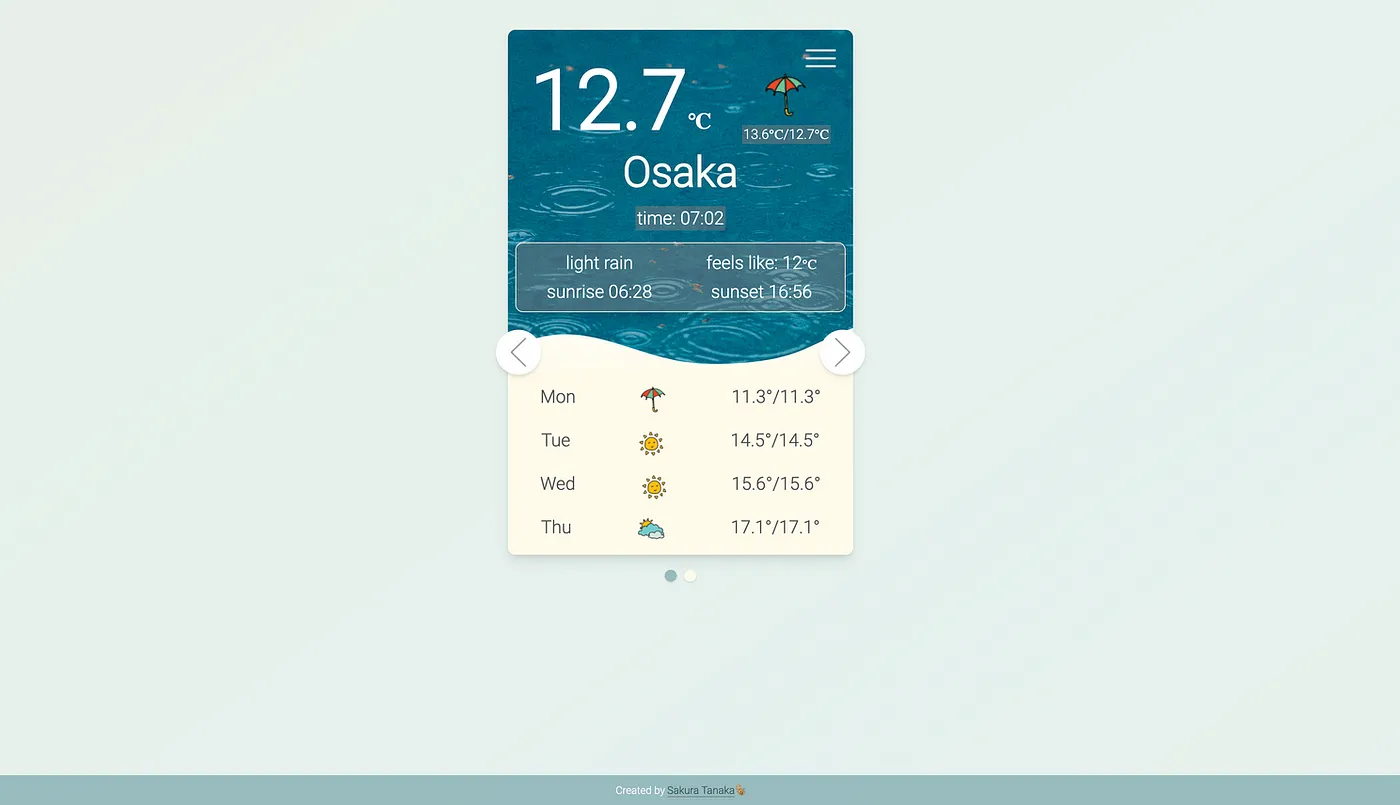 12.7 ℃
13.6℃/12.7℃
Osaka
time: 07:02
light rain feels like: 12℃
sunrise 06:28 sunset 16:56
Mon 11.3°/11.3°
Tue 14.5°/14.5°
Wed 15.6°/15.6°
Thu 17.1°/17.1°
Created by Sakura Tanaka